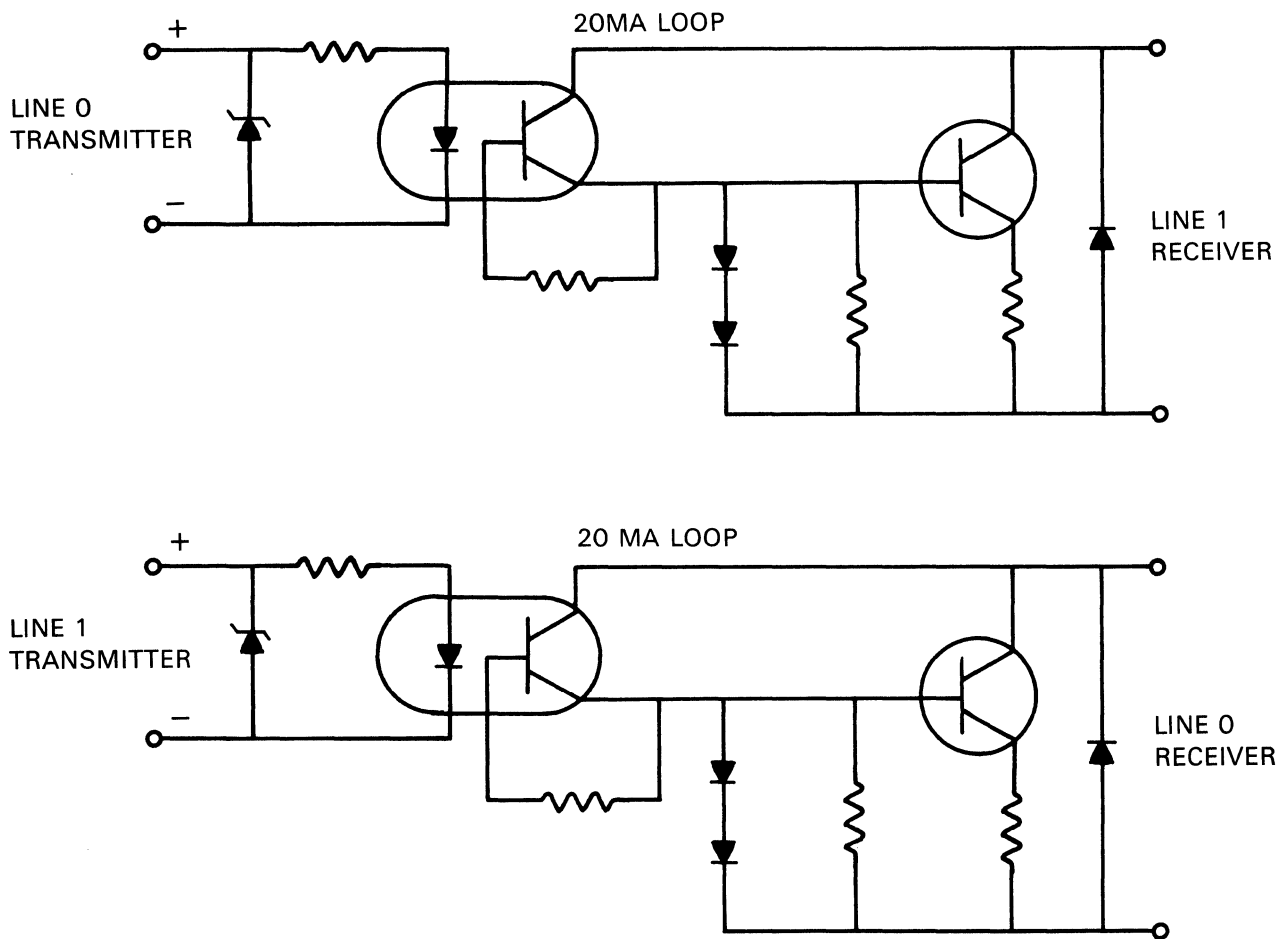 20MA LOOP
+
LINE 0
TRANSMITTER
−
LINE 1
RECEIVER
20 MA LOOP
+
LINE 1
TRANSMITTER
−
LINE 0
RECEIVER